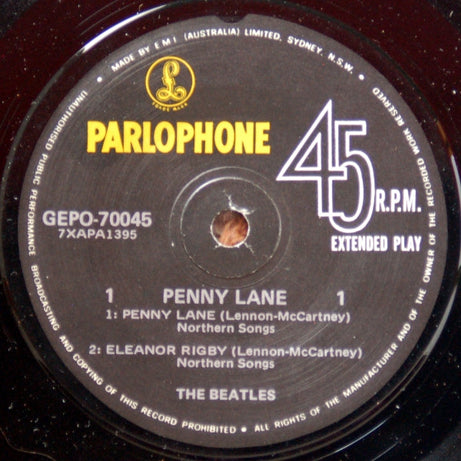 MADE BY E M I (AUSTRALIA) LIMITED, SYDNEY, N.S.W. • ALL RIGHTS OF THE MANUFACTURER AND OF THE OWNER OF THE RECORDED WORK RESERVED
UNAUTHORISED PUBLIC PERFORMANCE BROADCASTING AND COPYING OF THIS RECORD PROHIBITED •
£
TRADE MARK
PARLOPHONE
45
R.P.M.
EXTENDED PLAY
GEPO-70045
7XAPA1395
1 PENNY LANE 1
1: PENNY LANE (Lennon-McCartney)
Northern Songs
2: ELEANOR RIGBY (Lennon-McCartney)
Northern Songs
THE BEATLES